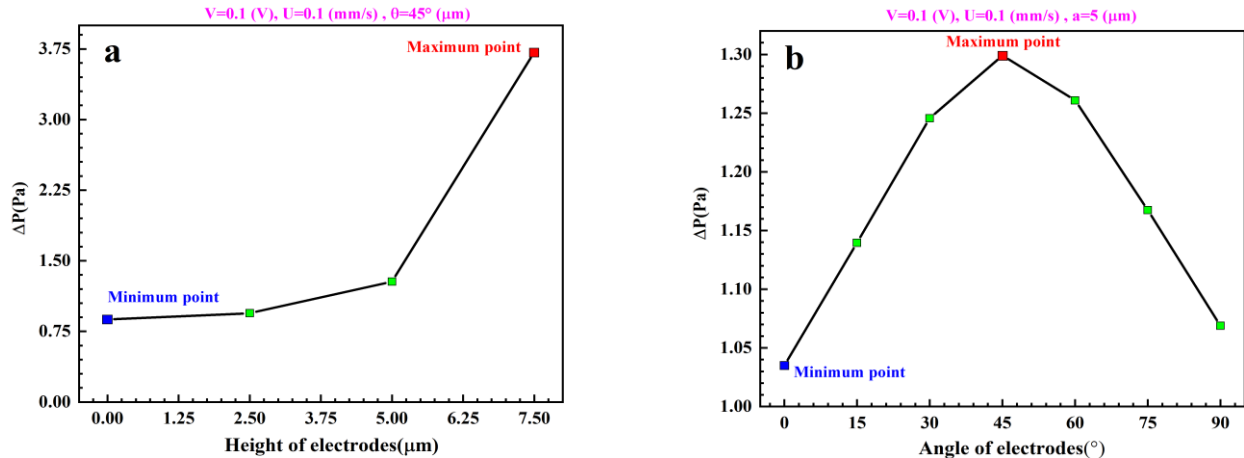 V=0.1 (V), U=0.1 (mm/s) , θ=45° (μm)
a
Maximum point
Minimum point
3.75
3.00
2.25
1.50
0.75
0.00
ΔP(Pa)
0.00 1.25 2.50 3.75 5.00 6.25 7.50
Height of electrodes(μm)
V=0.1 (V), U=0.1 (mm/s) , a=5 (μm)
b
Maximum point
Minimum point
1.30
1.25
1.20
1.15
1.10
1.05
1.00
ΔP(Pa)
0 15 30 45 60 75 90
Angle of electrodes(°)